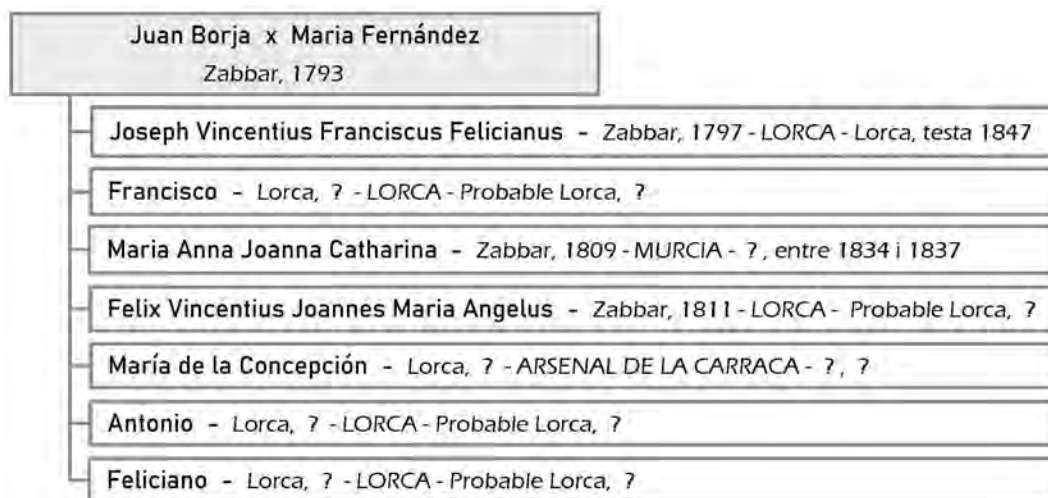 Juan Borja x Maria Fernández
Zabbar, 1793
Joseph Vincentius Franciscus Felicianus - Zabbar, 1797 - LORCA - Lorca, testa 1847
Francisco - Lorca, ? - LORCA - Probable Lorca, ?
Maria Anna Joanna Catharina - Zabbar, 1809 - MURCIA - ?, entre 1834 i 1837
Felix Vincentius Joannes Maria Angelus - Zabbar, 1811 - LORCA - Probable Lorca, ?
María de la Concepción - Lorca, ? - ARSENAL DE LA CARRACA - ?, ?
Antonio - Lorca, ? - LORCA - Probable Lorca, ?
Feliciano - Lorca, ? - LORCA - Probable Lorca, ?